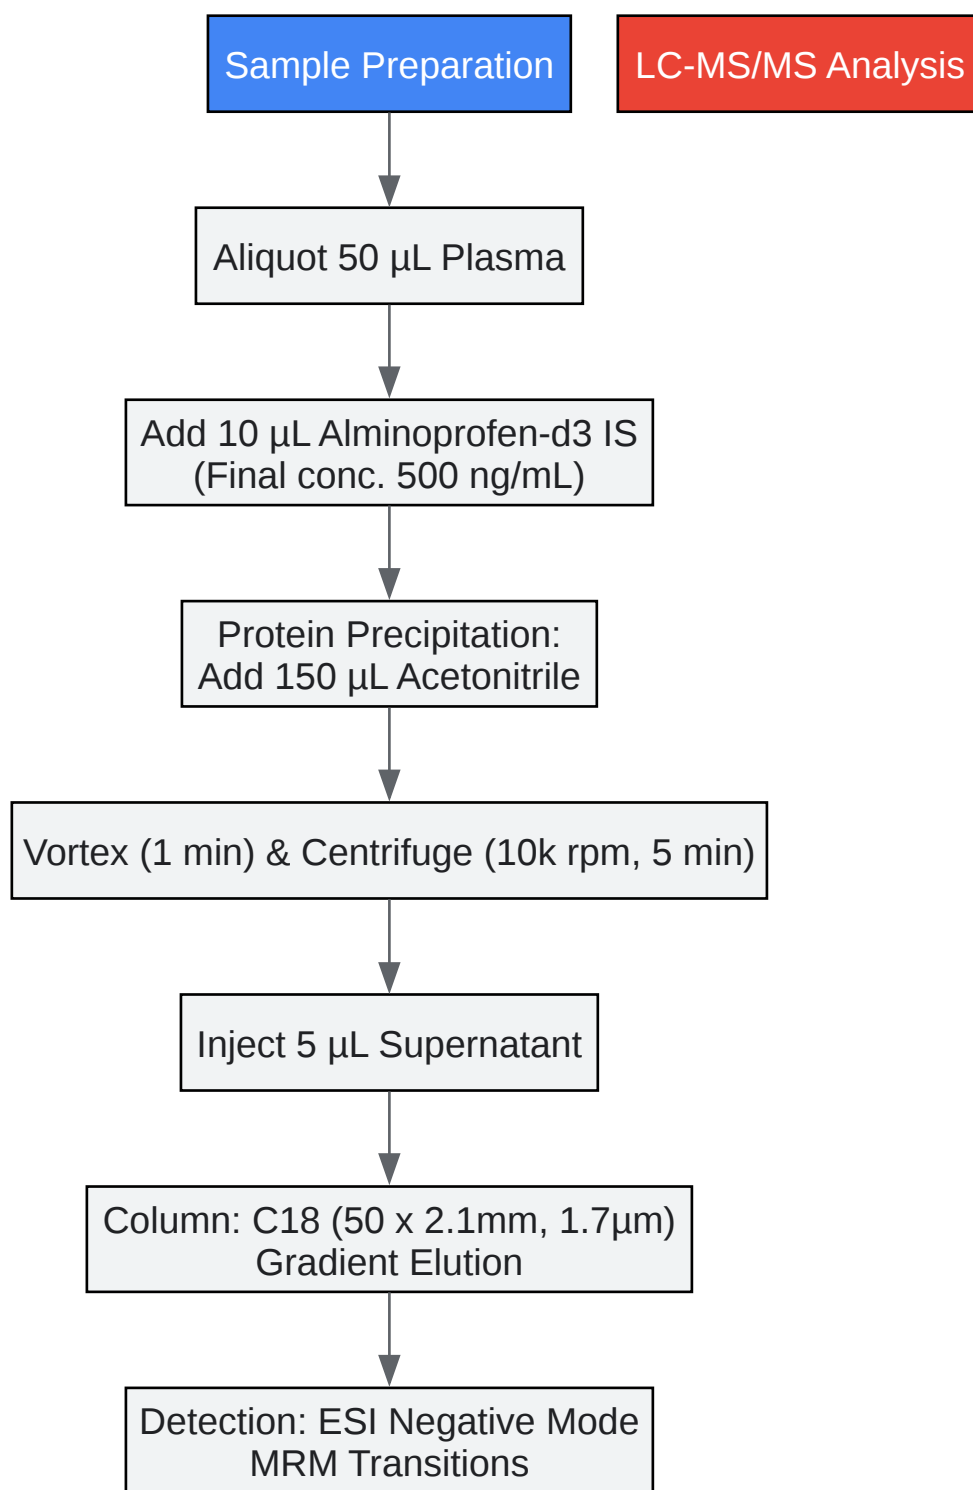 Sample Preparation
LC-MS/MS Analysis
Aliquot 50 µL Plasma
Add 10 µL Alminoprofen-d3 IS
(Final conc. 500 ng/mL)
Protein Precipitation:
Add 150 µL Acetonitrile
Vortex (1 min) & Centrifuge (10k rpm, 5 min)
Inject 5 µL Supernatant
Column: C18 (50 x 2.1mm, 1.7µm)
Gradient Elution
Detection: ESI Negative Mode
MRM Transitions